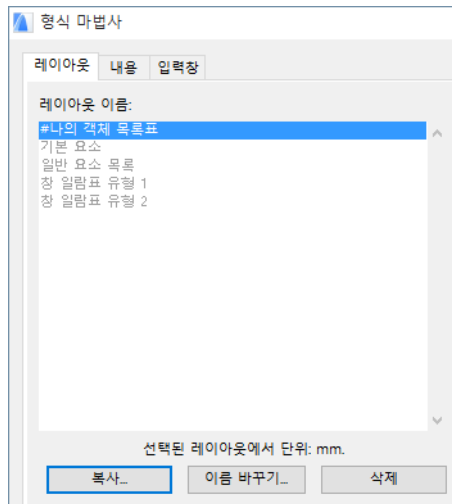 형식 마법사
레이아웃 내용 입력창
레이아웃 이름:
#나의 객체 목록표
기본 요소
일반 요소 목록
창 일람표 유형 1
창 일람표 유형 2
선택된 레이아웃에서 단위: mm.
복사... 이름 바꾸기... 삭제